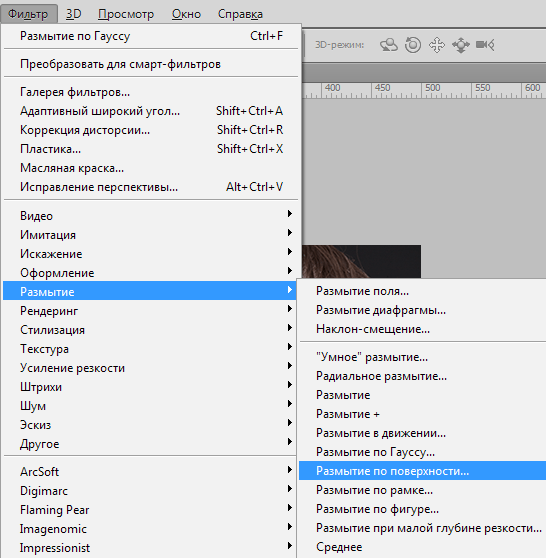 Фильтр 3D Просмотр Окно Справка
Размытие по Гауссу Ctrl+F
3D-режим:
Преобразовать для смарт-фильтров
Галерея фильтров...
400 450 500 550 600
Адаптивный широкий угол... Shift+Ctrl+A
Коррекция дисторсии... Shift+Ctrl+R
Пластика... Shift+Ctrl+X
Масляная краска...
Исправление перспективы... Alt+Ctrl+V
Видео
Имитация
Искажение
Оформление
Размытие
Рендеринг
Стилизация
Текстура
Усиление резкости
Штрихи
Шум
Эскиз
Другое
ArcSoft
Digimarc
Flaming Pear
Imagenomic
Impressionist
Размытие поля...
Размытие диафрагмы...
Наклон-смещение...
"Умное" размытие...
Радиальное размытие...
Размытие
Размытие +
Размытие в движении...
Размытие по Гауссу...
Размытие по поверхности...
Размытие по рамке...
Размытие по фигуре...
Размытие при малой глубине резкости...
Среднее